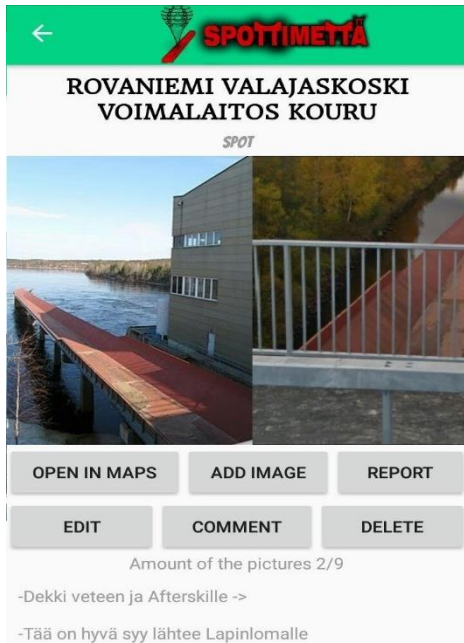 SPOTTIMETTÄ
ROVANIEMI VALAJASKOSKI
VOIMALAITOS KOURU
SPOT
OPEN IN MAPS
ADD IMAGE
REPORT
EDIT
COMMENT
DELETE
Amount of the pictures 2/9
-Dekki veteen ja Afterskille ->
-Tää on hyvä syy lähtee Lapinlomalle